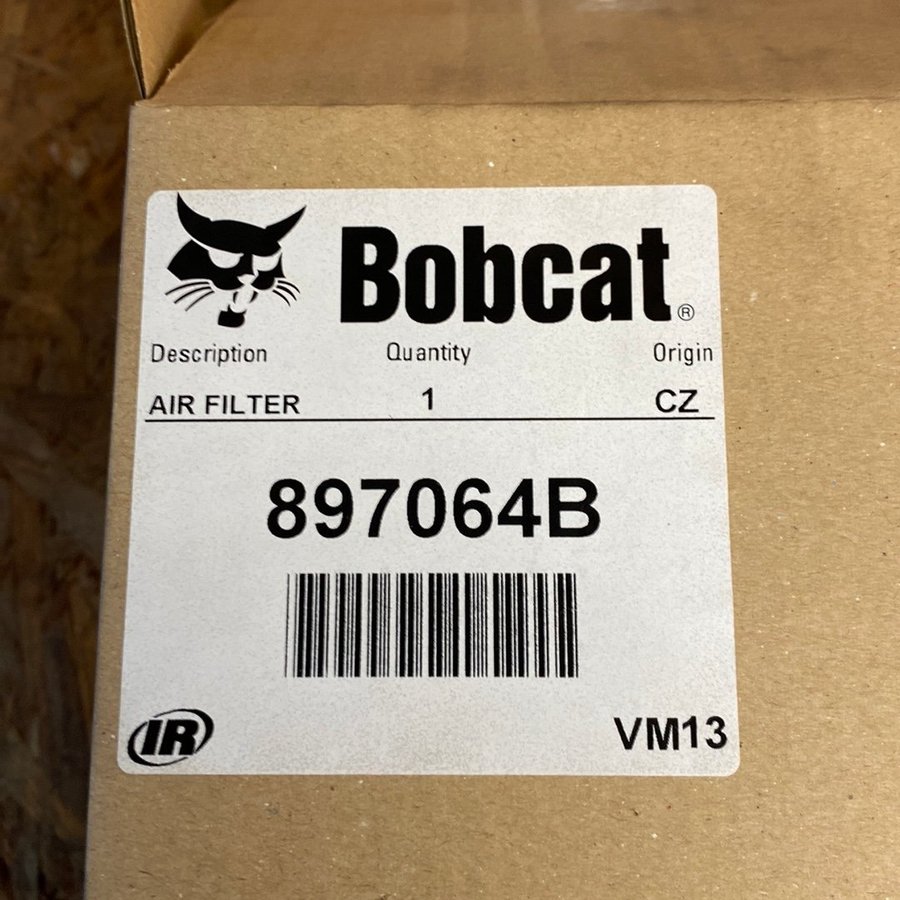 Bobcat®
Description Quantity Origin
AIR FILTER 1 CZ
897064B
IR VM13